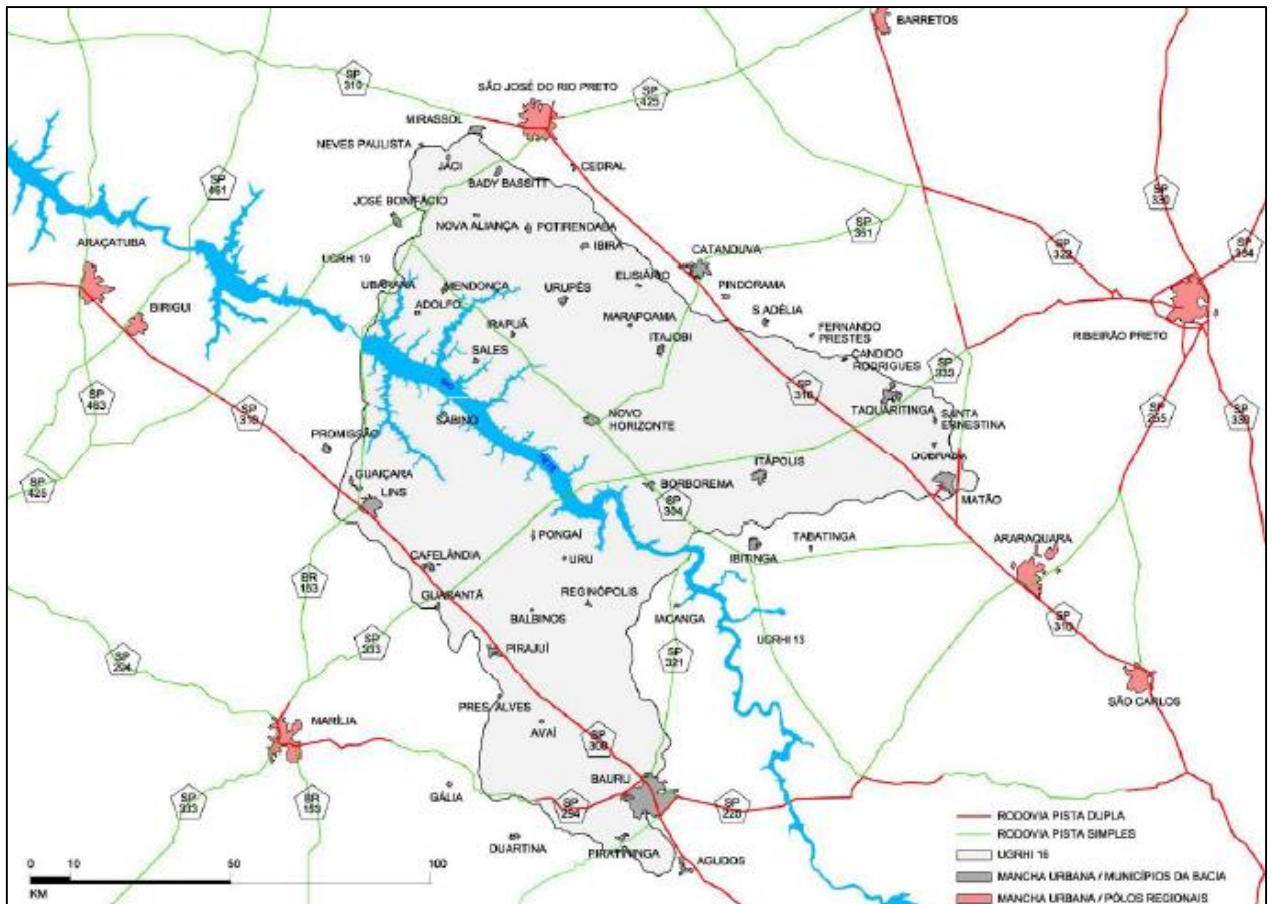 BARRETOS
SP
310
SÃO JOSÉ DO RIO PRETO
SP
425
MIRASSOL
NEVES PAULISTA
JACI
BADY BASSITT
CEDRAL
SP
461
SP
330
JOSÉ BONIFÁCIO
NOVA ALIANÇA
POTIRENDABA
IBIRA
SP
351
SP
322
SP
334
ARAÇATUBA
UGRHI 19
CATANDUVA
UBARANA
MENDONÇA
ELISIÁRIO
PINDORAMA
BIRIGUI
ADOLFO
URUPÊS
IRAPUÃ
MARAPOAMA
S.ADÉLIA
FERNANDO
PRESTES
RIBEIRÃO PRETO
SALES
ITAJOBI
CANDIDO
RODRIGUES
SP
333
SP
463
SP
310
TAQUARITINGA
SP
255
SP
330
SABINO
NOVO
HORIZONTE
SANTA
ERNESTINA
PROMISSÃO
DOBRADA
SP
425
GUAIÇARA
LINS
ITÁPOLIS
BORBOREMA
SP
304
MATÃO
PONGAÍ
URU
IBITINGA
TABATINGA
ARARAQUARA
CAFELÂNDIA
BR
153
GUARANTÃ
REGINÓPOLIS
BALBINOS
IACANGA
SP
310
SP
294
SP
333
PIRAJUÍ
SP
321
UGRHI 13
PRES. ALVES
SÃO CARLOS
MARÍLIA
AVAÍ
SP
300
BAURU
GÁLIA
SP
333
BR
153
SP
294
SP
225
DUARTINA
PIRATININGA
AGUDOS
0 10 50 100
KM
RODOVIA PISTA DUPLA
RODOVIA PISTA SIMPLES
UGRHI 16
MANCHA URBANA / MUNICÍPIOS DA BACIA
MANCHA URBANA / PÓLOS REGIONAIS